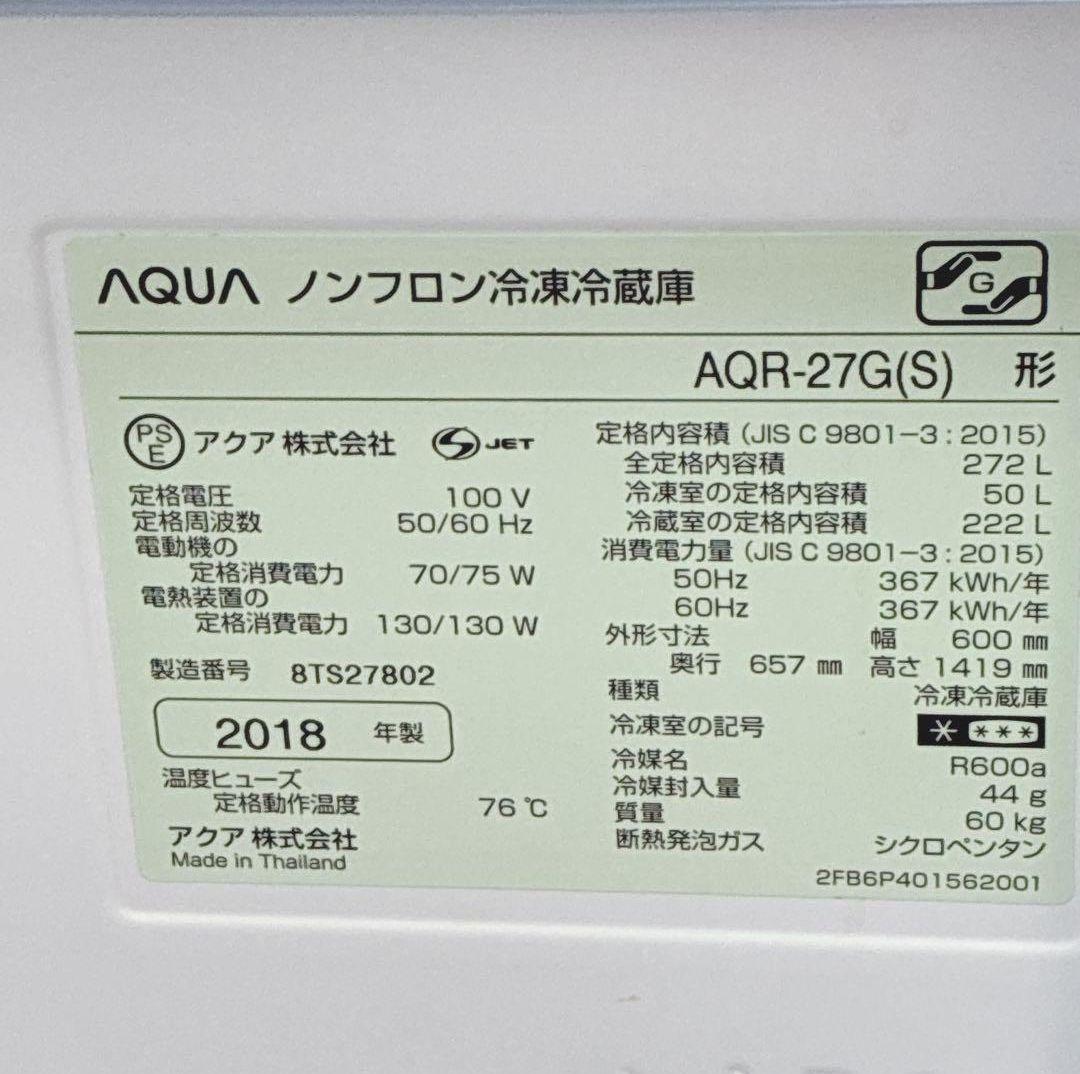 AQUA ノンフロン冷凍冷蔵庫
G
AQR-27G(S) 形
PSE アクア 株式会社 JET
定格電圧 100 V
定格周波数 50/60 Hz
電動機の
定格消費電力 70/75 W
電熱装置の
定格消費電力 130/130 W
製造番号 8TS27802
2018 年製
温度ヒューズ
定格動作温度 76 ℃
アクア 株式会社
Made in Thailand
定格内容積 (JIS C 9801-3 : 2015)
全定格内容積 272 L
冷凍室の定格内容積 50 L
冷蔵室の定格内容積 222 L
消費電力量 (JIS C 9801-3 : 2015)
50Hz 367 kWh/年
60Hz 367 kWh/年
外形寸法 幅 600 ㎜
奥行 657 ㎜ 高さ 1419 ㎜
種類 冷凍冷蔵庫
冷凍室の記号 * ***
冷媒名 R600a
冷媒封入量 44 g
質量 60 kg
断熱発泡ガス シクロペンタン
2FB6P401562001